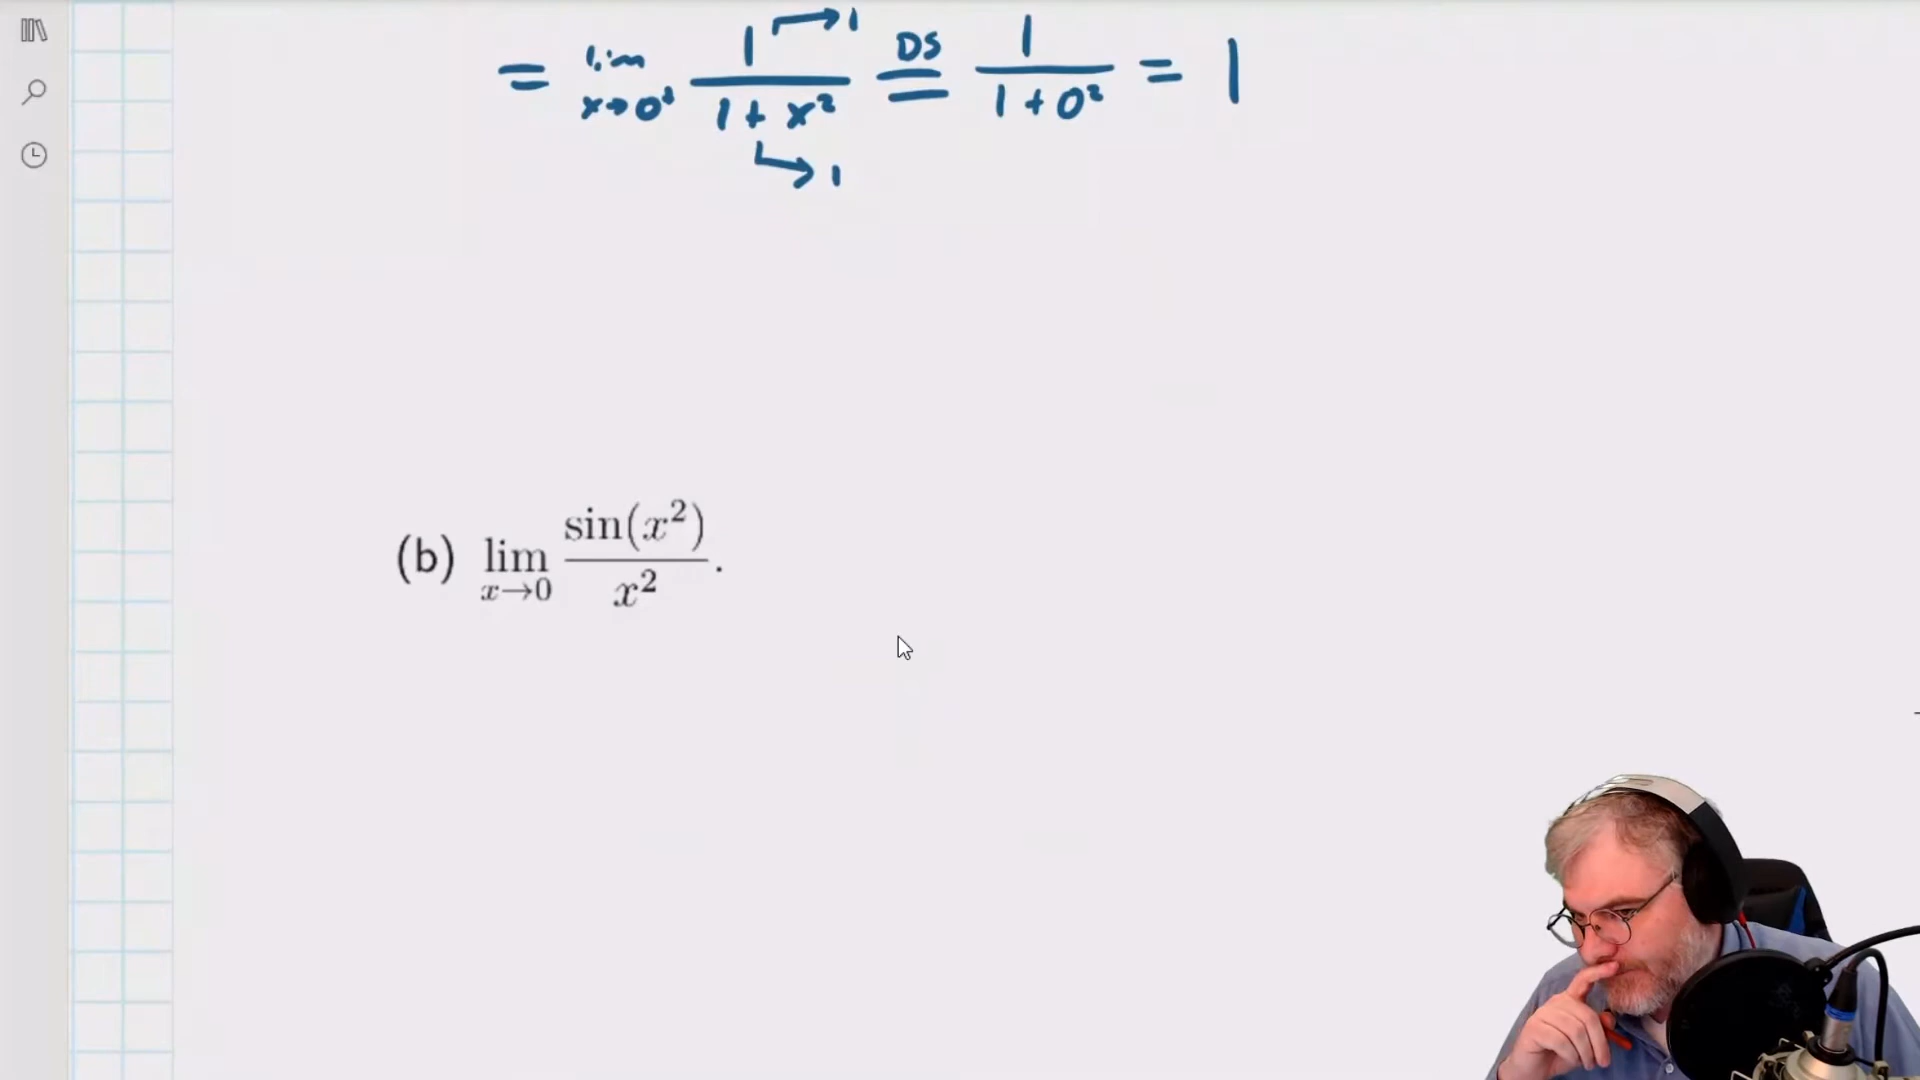 = lim x→0⁺ 1/(1 + x²) →1 →1 DS = 1/(1 + 0²) = 1
(b) lim x→0 sin(x²)/x².